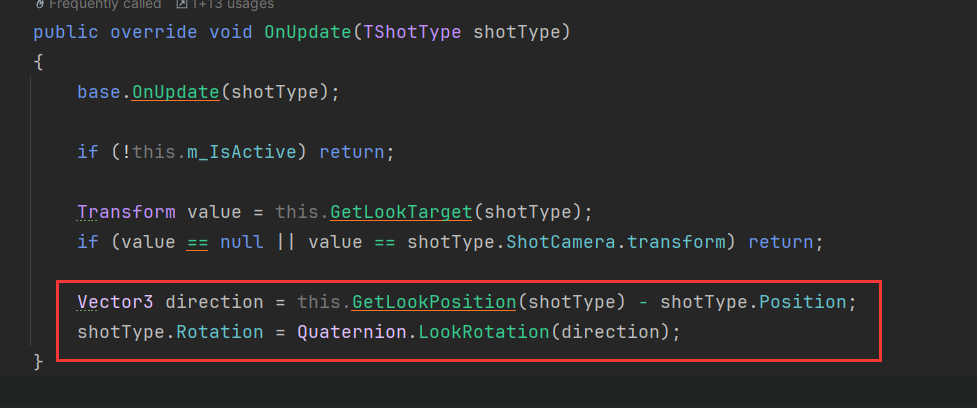 Frequently called 1+13 usages
public override void OnUpdate(TShotType shotType)
{
base.OnUpdate(shotType);
if (!this.m_IsActive) return;
Transform value = this.GetLookTarget(shotType);
if (value == null || value == shotType.ShotCamera.transform) return;
Vector3 direction = this.GetLookPosition(shotType) - shotType.Position;
shotType.Rotation = Quaternion.LookRotation(direction);
}